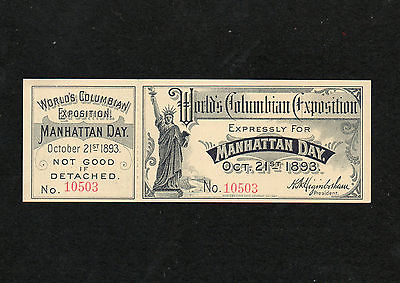 World's Columbian
Exposition.
Manhattan Day.
October 21ST 1893.
NOT GOOD
IF
DETACHED.
No. 10503
World's Columbian Exposition
Expressly For
Manhattan Day.
Oct. 21ST 1893.
No. 10503
H.N.Higinbotham
President.